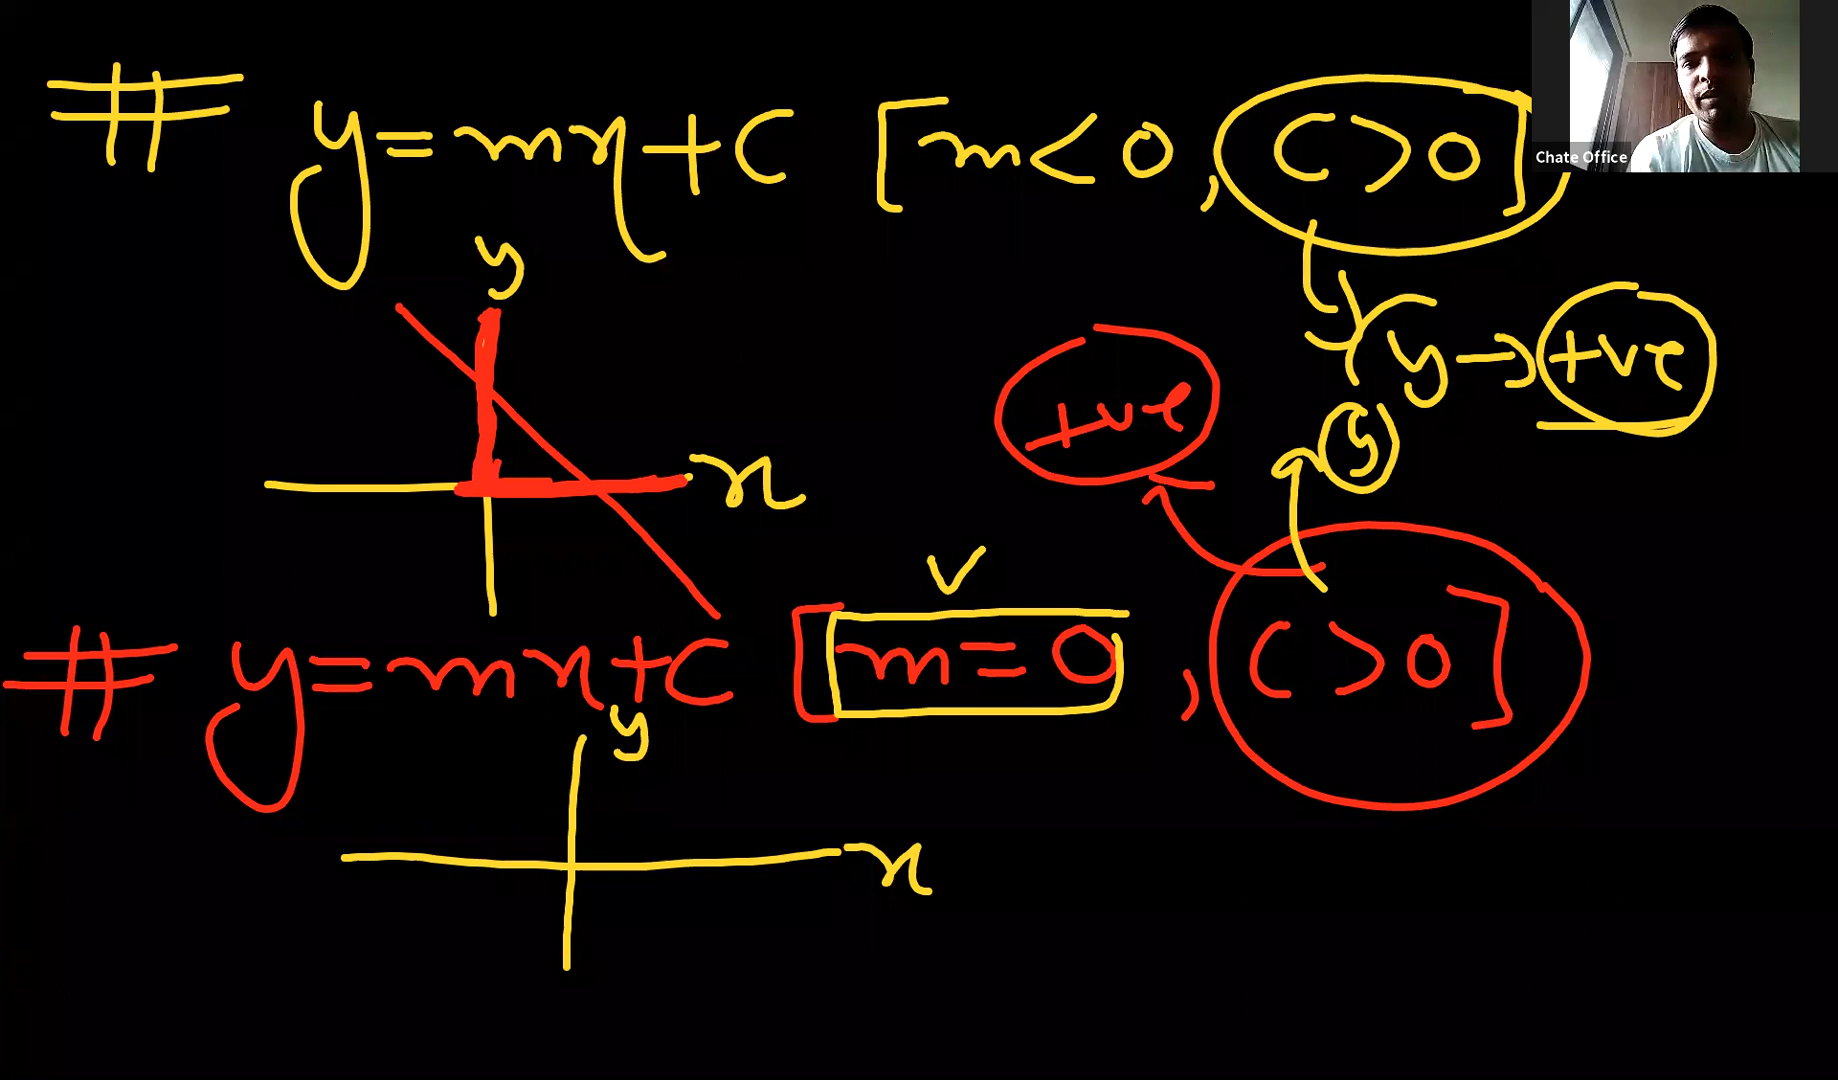 # y = mx + c [m < 0, c > 0]
Chate Office
y
y → +ve
+ve
y
x
# y = mx + c [m = 0, c > 0]
y
x